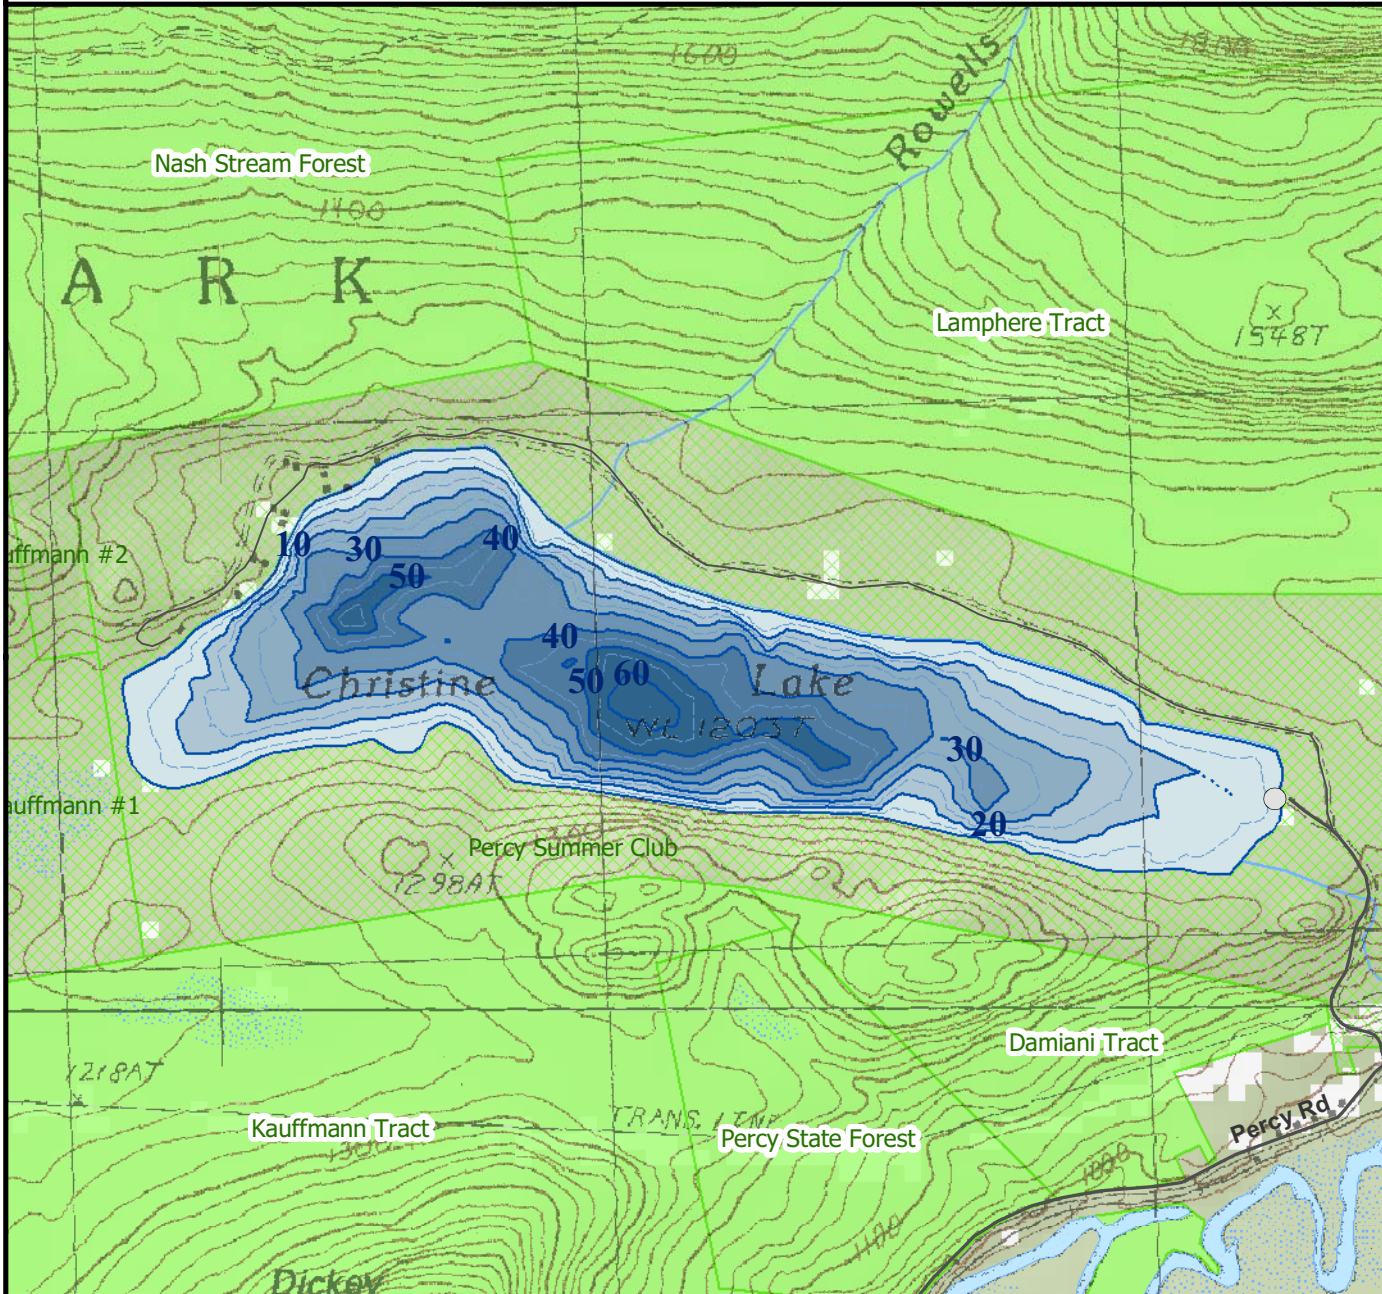 1600
1800
Rowells
Nash Stream Forest
1400
A R K
Lamphere Tract
1548T
10
30
40
50
uffmann #2
40
50
60
Christine Lake
WL 1203T
30
auffmann #1
20
Percy Summer Club
1298AT
Damiani Tract
1218AT
Kauffmann Tract
1300
TRANS. LINE
Percy State Forest
Percy Rd
1000
1100
Dickey